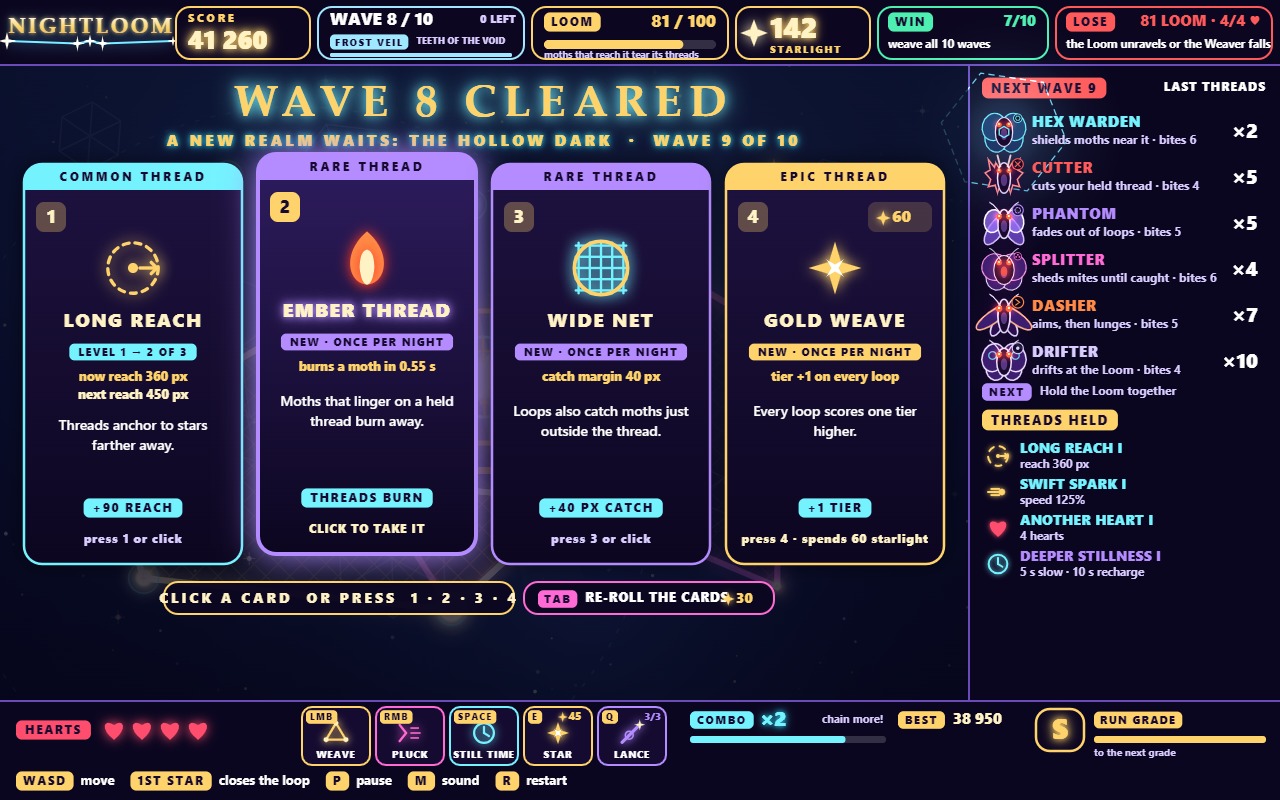 NIGHTLOOM
SCORE
41 260
WAVE 8 / 10
0 LEFT
FROST VEIL
TEETH OF THE VOID
LOOM
81 / 100
moths that reach it tear its threads
142
STARLIGHT
WIN
7/10
weave all 10 waves
LOSE
81 LOOM · 4/4 ♥
the Loom unravels or the Weaver falls
WAVE 8 CLEARED
A NEW REALM WAITS: THE HOLLOW DARK · WAVE 9 OF 10
COMMON THREAD
1
LONG REACH
LEVEL 1 → 2 OF 3
now reach 360 px
next reach 450 px
Threads anchor to stars
farther away.
+90 REACH
press 1 or click
RARE THREAD
2
EMBER THREAD
NEW · ONCE PER NIGHT
burns a moth in 0.55 s
Moths that linger on a held
thread burn away.
THREADS BURN
CLICK TO TAKE IT
RARE THREAD
3
WIDE NET
NEW · ONCE PER NIGHT
catch margin 40 px
Loops also catch moths just
outside the thread.
+40 PX CATCH
press 3 or click
EPIC THREAD
4
60
GOLD WEAVE
NEW · ONCE PER NIGHT
tier +1 on every loop
Every loop scores one tier
higher.
+1 TIER
press 4 · spends 60 starlight
CLICK A CARD OR PRESS 1 · 2 · 3 · 4
TAB
RE-ROLL THE CARDS
30
NEXT WAVE 9
LAST THREADS
HEX WARDEN
shields moths near it · bites 6
×2
CUTTER
cuts your held thread · bites 4
×5
PHANTOM
fades out of loops · bites 5
×5
SPLITTER
sheds mites until caught · bites 6
×4
DASHER
aims, then lunges · bites 5
×7
DRIFTER
drifts at the Loom · bites 4
×10
NEXT
Hold the Loom together
THREADS HELD
LONG REACH I
reach 360 px
SWIFT SPARK I
speed 125%
ANOTHER HEART I
4 hearts
DEEPER STILLNESS I
5 s slow · 10 s recharge
HEARTS
LMB
WEAVE
RMB
PLUCK
SPACE
STILL TIME
E
45
STAR
Q
3/3
LANCE
COMBO
×2
chain more!
BEST
38 950
S
RUN GRADE
to the next grade
WASD
move
1ST STAR
closes the loop
P
pause
M
sound
R
restart